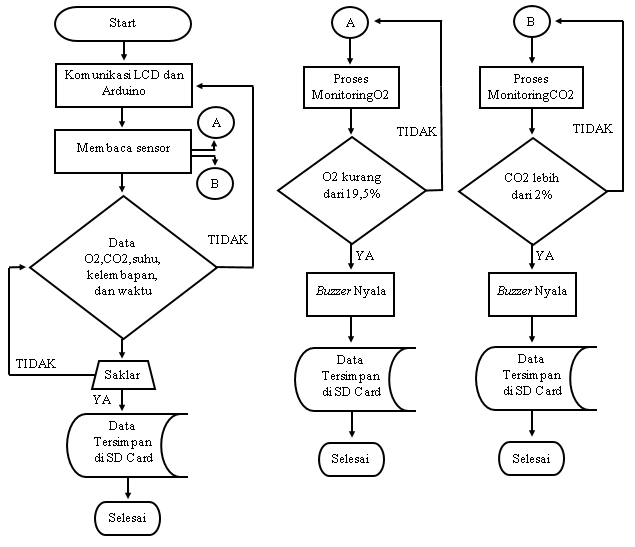 Start
Komunikasi LCD dan
Arduino
Membaca sensor
A
B
Data
O2,CO2,suhu,
kelembapan,
dan waktu
TIDAK
TIDAK
Saklar
YA
Data
Tersimpan
di SD Card
Selesai
A
Proses
MonitoringO2
TIDAK
O2 kurang
dari 19,5%
YA
Buzzer Nyala
Data
Tersimpan
di SD Card
Selesai
B
Proses
MonitoringCO2
TIDAK
CO2 lebih
dari 2%
YA
Buzzer Nyala
Data
Tersimpan
di SD Card
Selesai